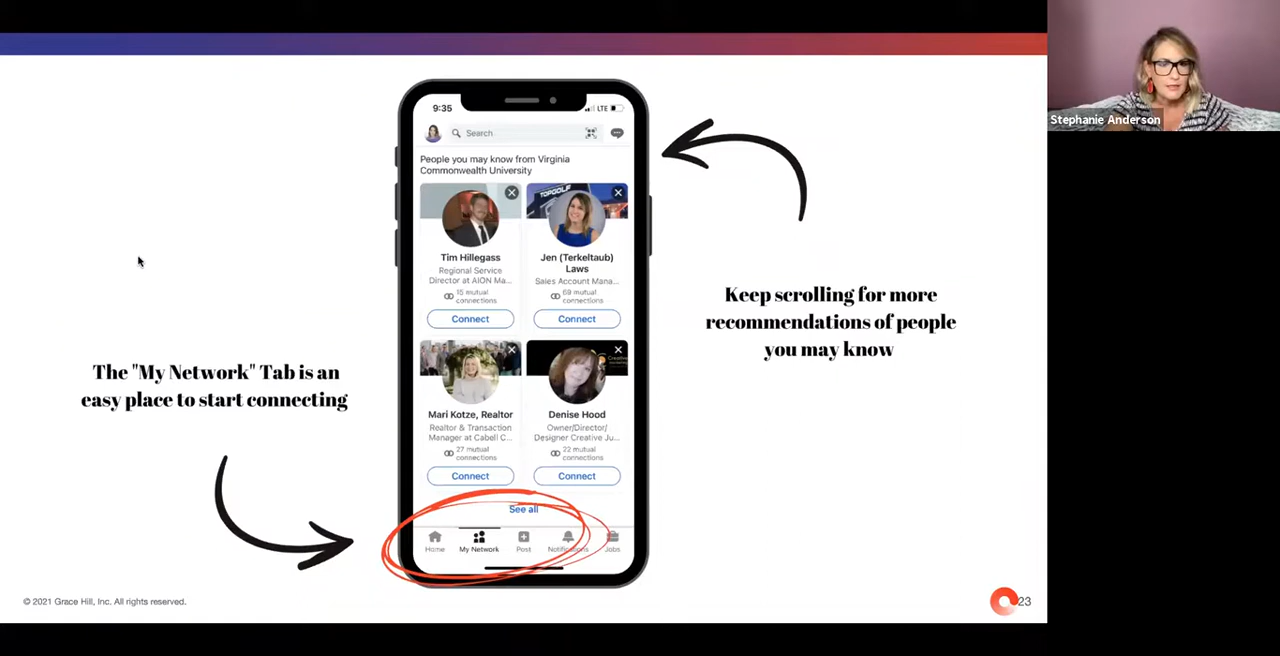 Stephanie Anderson
9:35
LTE
Search
People you may know from Virginia
Commonwealth University
TOPGOLF
Tim Hillegass
Regional Service
Director at AION Ma...
15 mutual
connections
Connect
Jen (Terkeltaub)
Laws
Sales Account Mana...
69 mutual
connections
Connect
Mari Kotze, Realtor
Realtor & Transaction
Manager at Cabell C...
27 mutual
connections
Connect
Creative
Denise Hood
Owner/Director/
Designer Creative Ju...
22 mutual
connections
Connect
See all
Home
My Network
Post
Notifications
Jobs
Keep scrolling for more
recommendations of people
you may know
The "My Network" Tab is an
easy place to start connecting
© 2021 Grace Hill, Inc. All rights reserved.
23